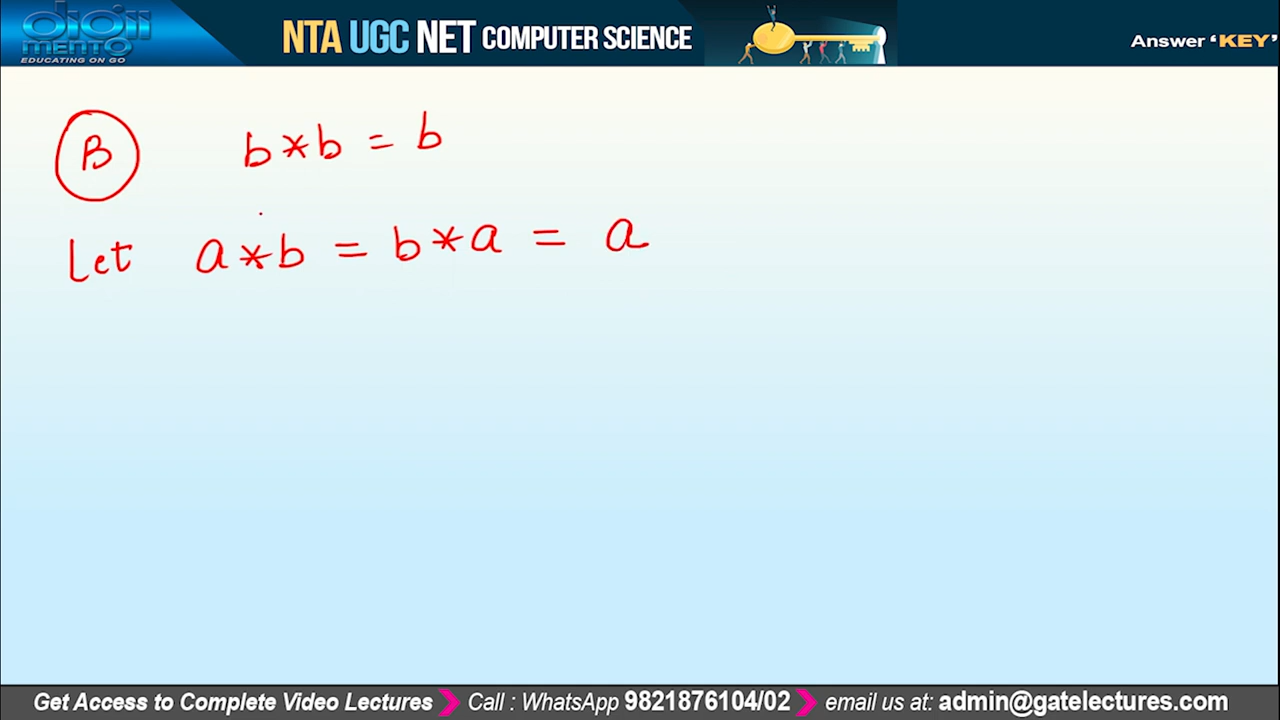 didii
MENTO
EDUCATING ON GO
NTA UGC NET COMPUTER SCIENCE
Answer ‘KEY’
B b*b = b
Let a*b = b*a = a
Get Access to Complete Video Lectures Call : WhatsApp 9821876104/02 email us at: admin@gatelectures.com